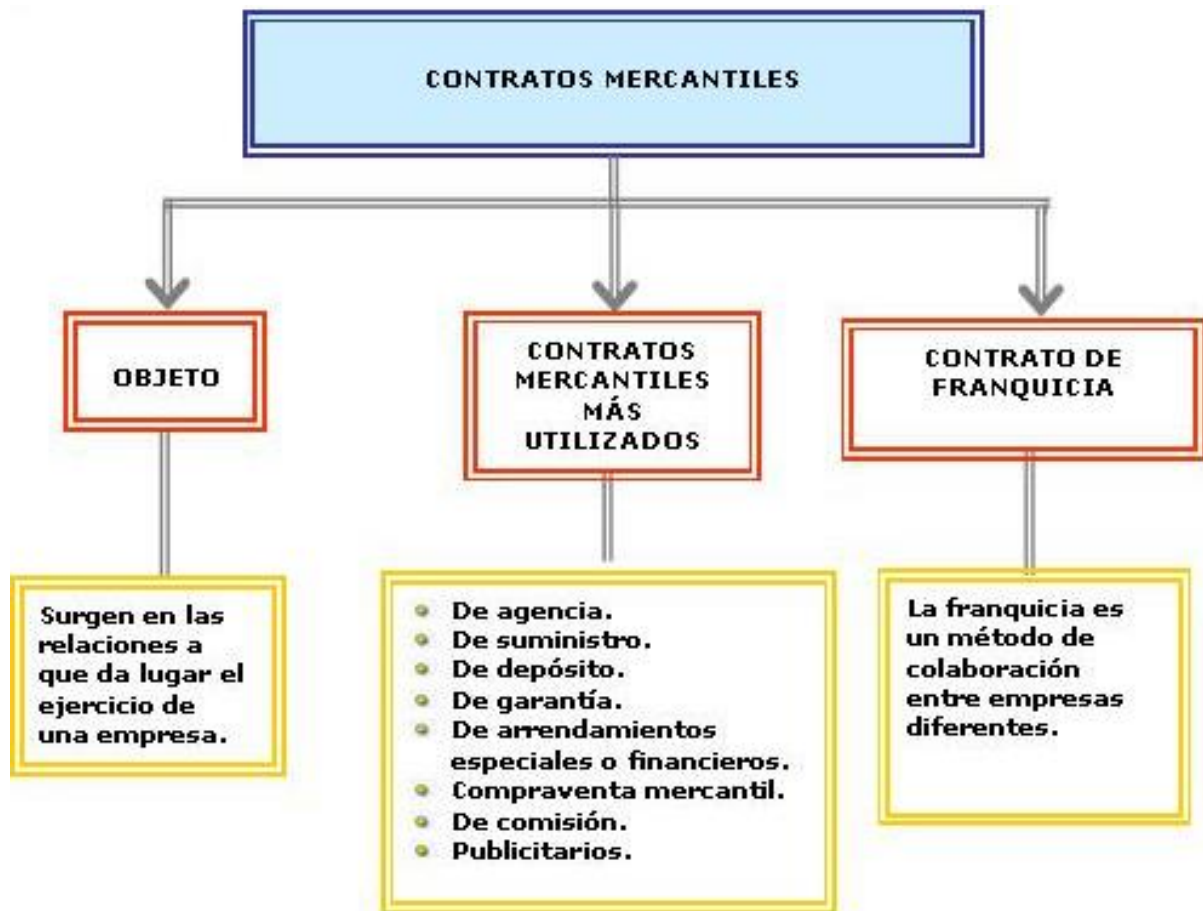 CONTRATOS MERCANTILES
OBJETO
CONTRATOS
MERCANTILES
MÁS
UTILIZADOS
CONTRATO DE
FRANQUICIA
Surgen en las
relaciones a
que da lugar el
ejercicio de
una empresa.
De agencia.
De suministro.
De depósito.
De garantía.
De arrendamientos
especiales o financieros.
Compraventa mercantil.
De comisión.
Publicitarios.
La franquicia es
un método de
colaboración
entre empresas
diferentes.